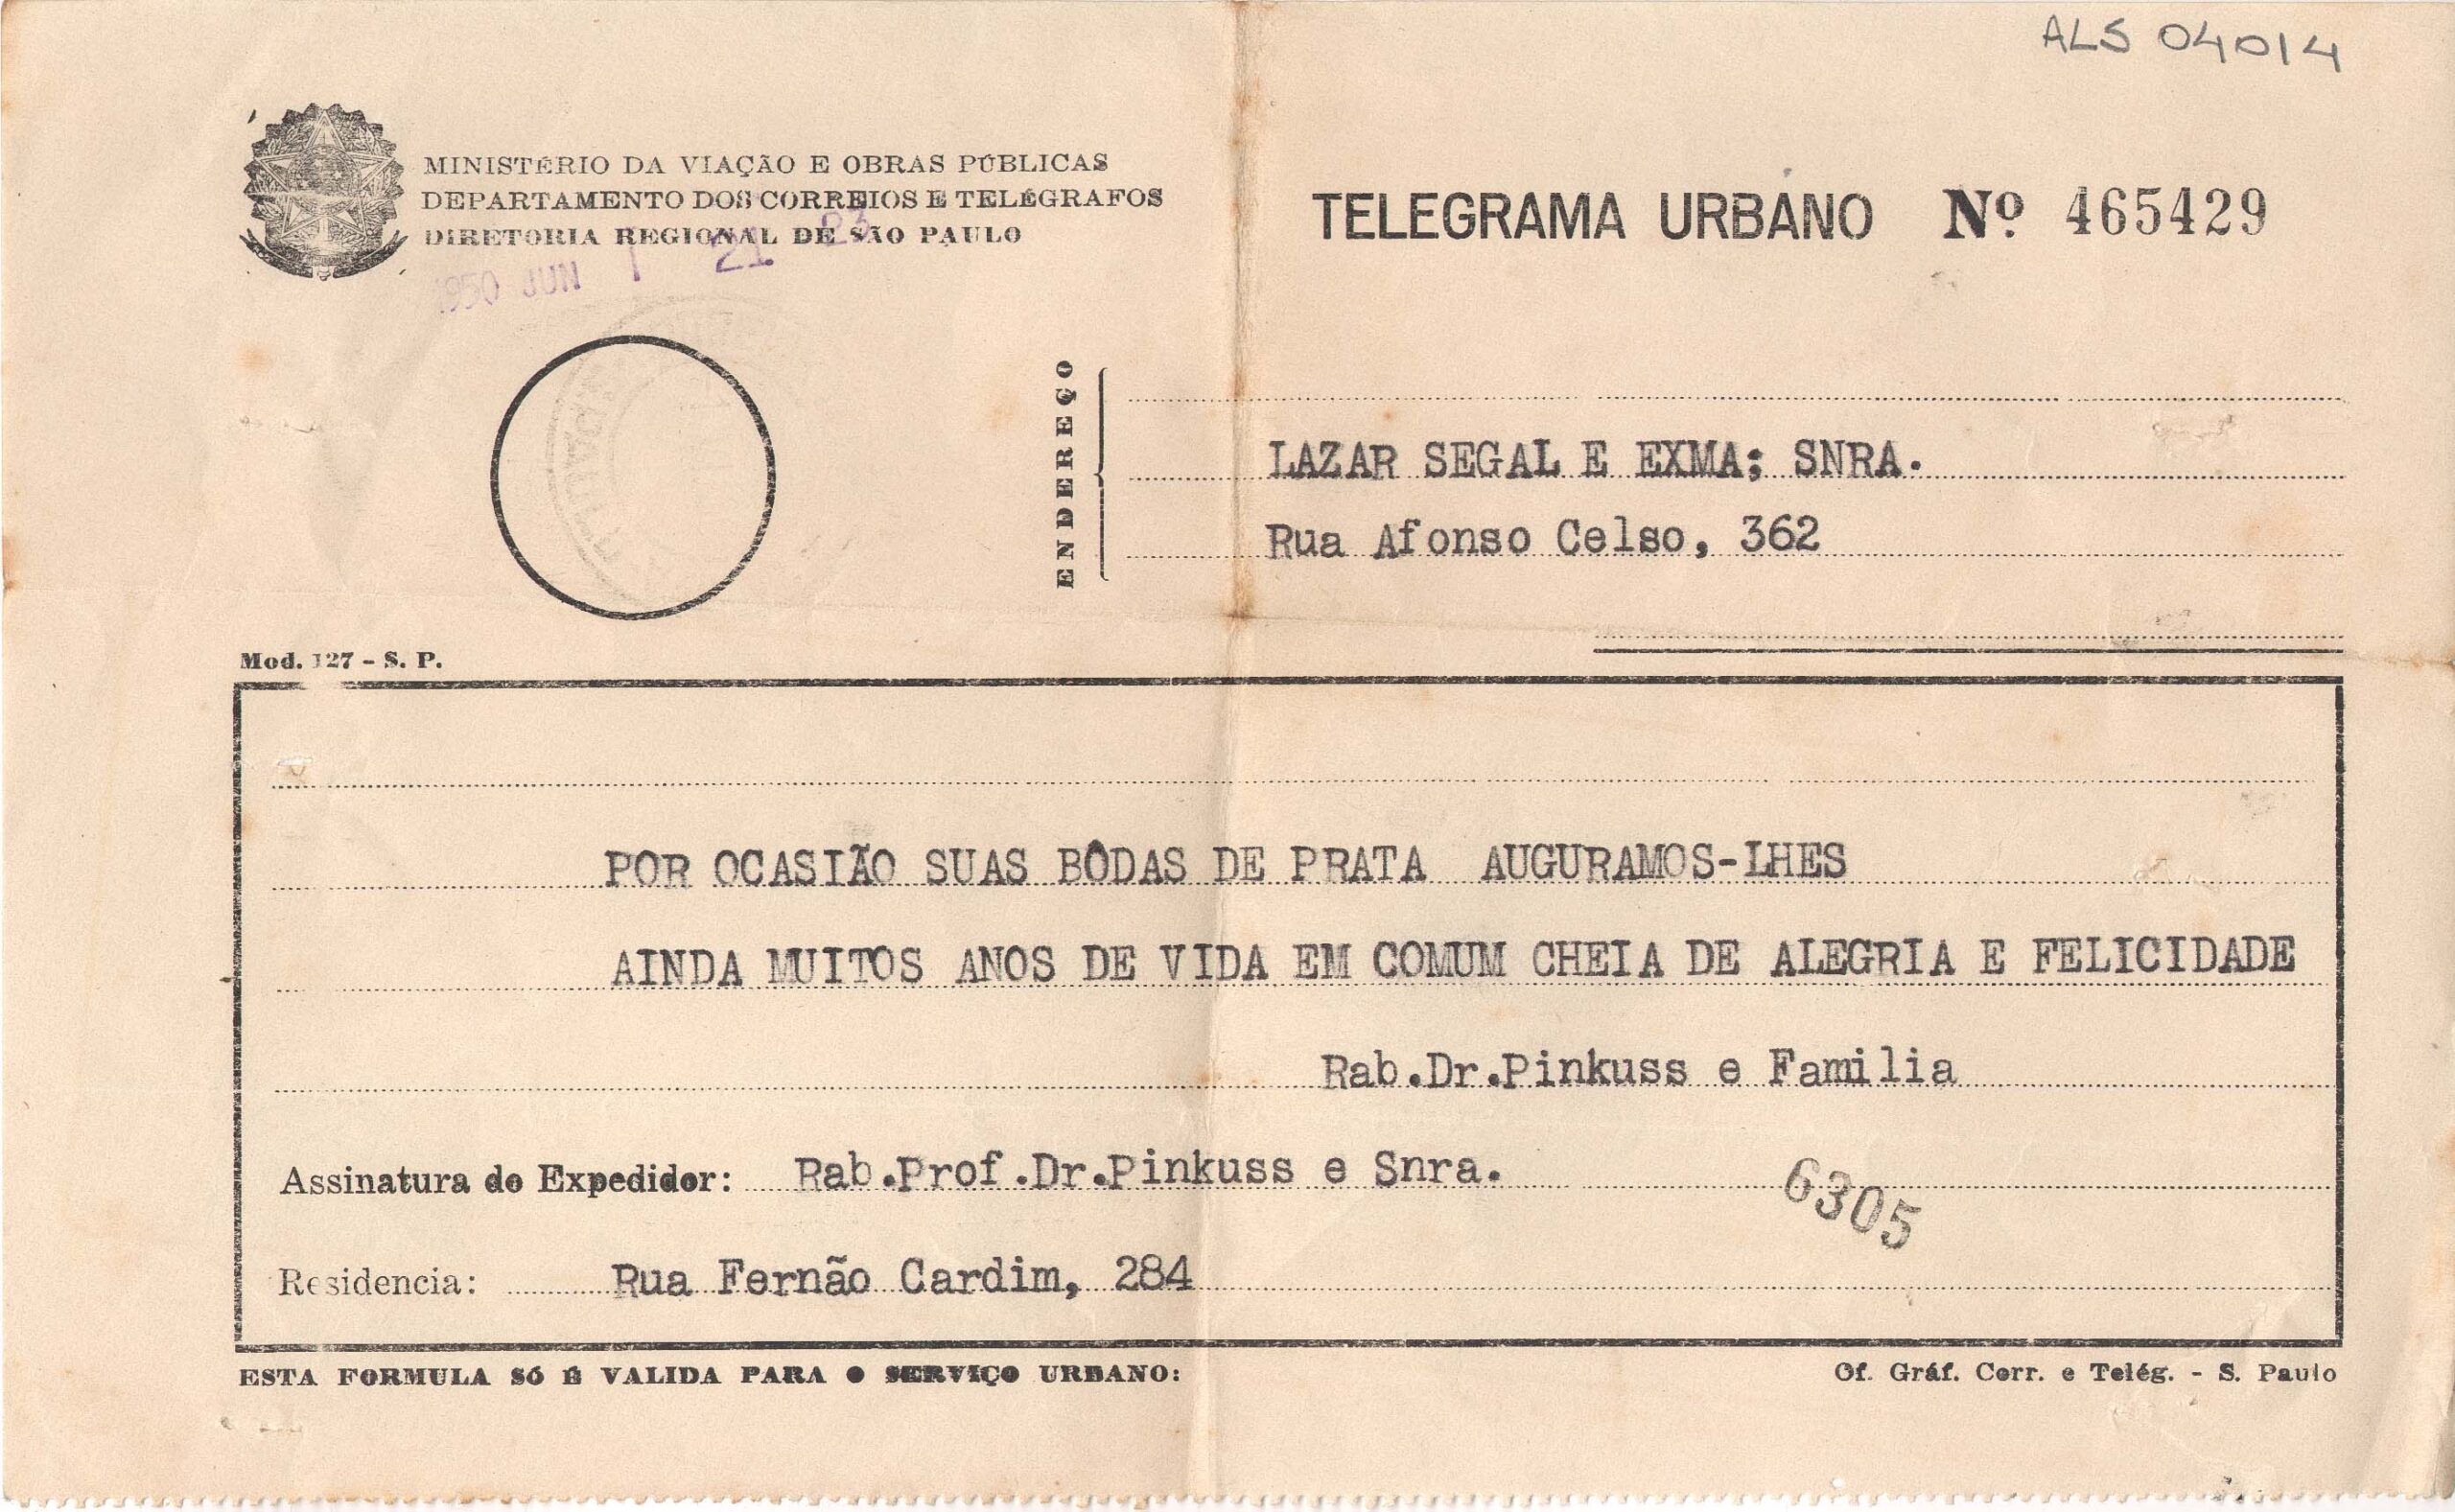 ALS 04014
MINISTÉRIO DA VIAÇÃO E OBRAS PÚBLICAS
DEPARTAMENTO DOS CORREIOS E TELÉGRAFOS
DIRETORIA REGIONAL DE SÃO PAULO
1950 JUN 1 21 23
TELEGRAMA URBANO Nº 465429
ENDEREÇO
LAZAR SEGAL E EXMA; SNRA.
Rua Afonso Celso, 362
Mod. 127 - S. P.
POR OCASIÃO SUAS BÔDAS DE PRATA AUGURAMOS-LHES
AINDA MUITOS ANOS DE VIDA EM COMUM CHEIA DE ALEGRIA E FELICIDADE
Rab.Dr.Pinkuss e Familia
Assinatura do Expedidor: Rab.Prof.Dr.Pinkuss e Snra.
6305
Residencia: Rua Fernão Cardim, 284
ESTA FORMULA SÓ É VALIDA PARA O SERVIÇO URBANO:
Of. Gráf. Corr. e Telég. - S. Paulo